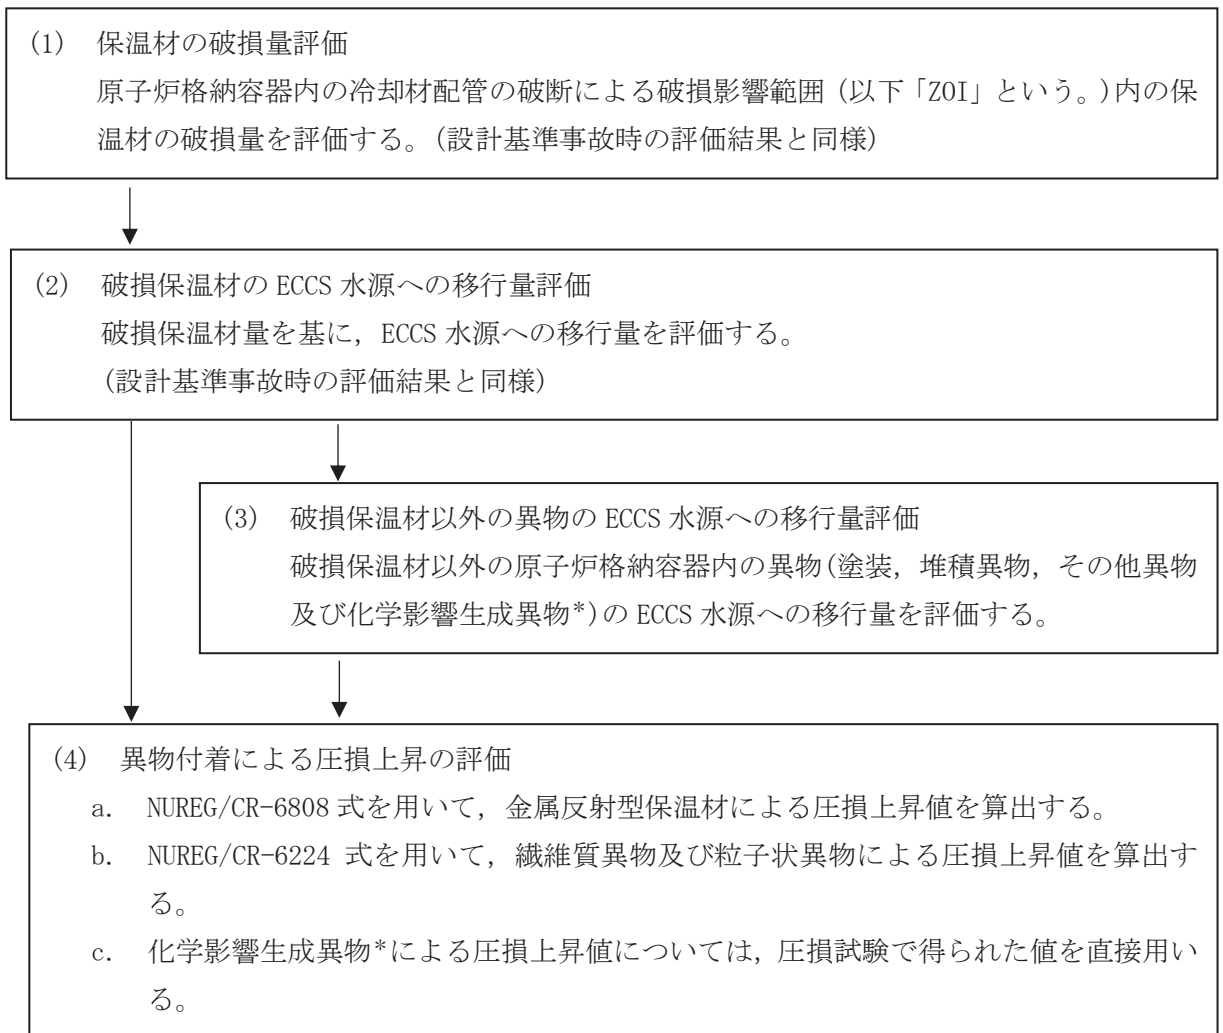 (1) 保温材の破損量評価
原子炉格納容器内の冷却材配管の破断による破損影響範囲（以下「ZOI」という。）内の保
温材の破損量を評価する。（設計基準事故時の評価結果と同様）
(2) 破損保温材の ECCS 水源への移行量評価
破損保温材量を基に，ECCS 水源への移行量を評価する。
（設計基準事故時の評価結果と同様）
(3) 破損保温材以外の異物の ECCS 水源への移行量評価
破損保温材以外の原子炉格納容器内の異物（塗装，堆積異物，その他異物
及び化学影響生成異物*）の ECCS 水源への移行量を評価する。
(4) 異物付着による圧損上昇の評価
a. NUREG/CR-6808 式を用いて，金属反射型保温材による圧損上昇値を算出する。
b. NUREG/CR-6224 式を用いて，繊維質異物及び粒子状異物による圧損上昇値を算出す
る。
c. 化学影響生成異物*による圧損上昇値については，圧損試験で得られた値を直接用い
る。